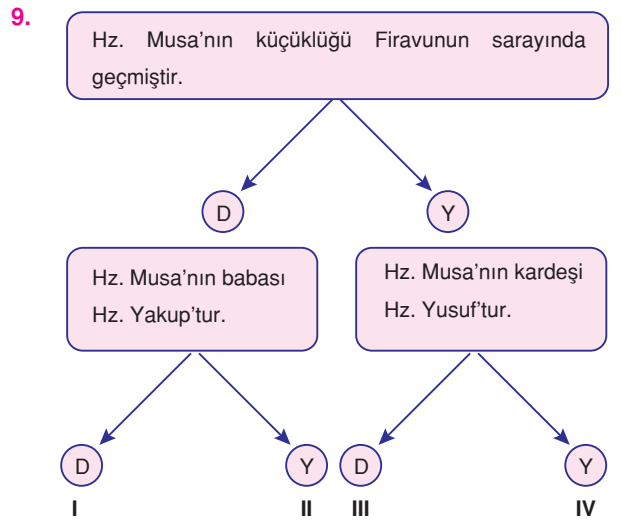 9.
Hz. Musa’nın küçüklüğü Firavunun sarayında
geçmiştir.
D Y
Hz. Musa’nın babası
Hz. Yakup’tur.
Hz. Musa’nın kardeşi
Hz. Yusuf’tur.
D Y D Y
I II III IV